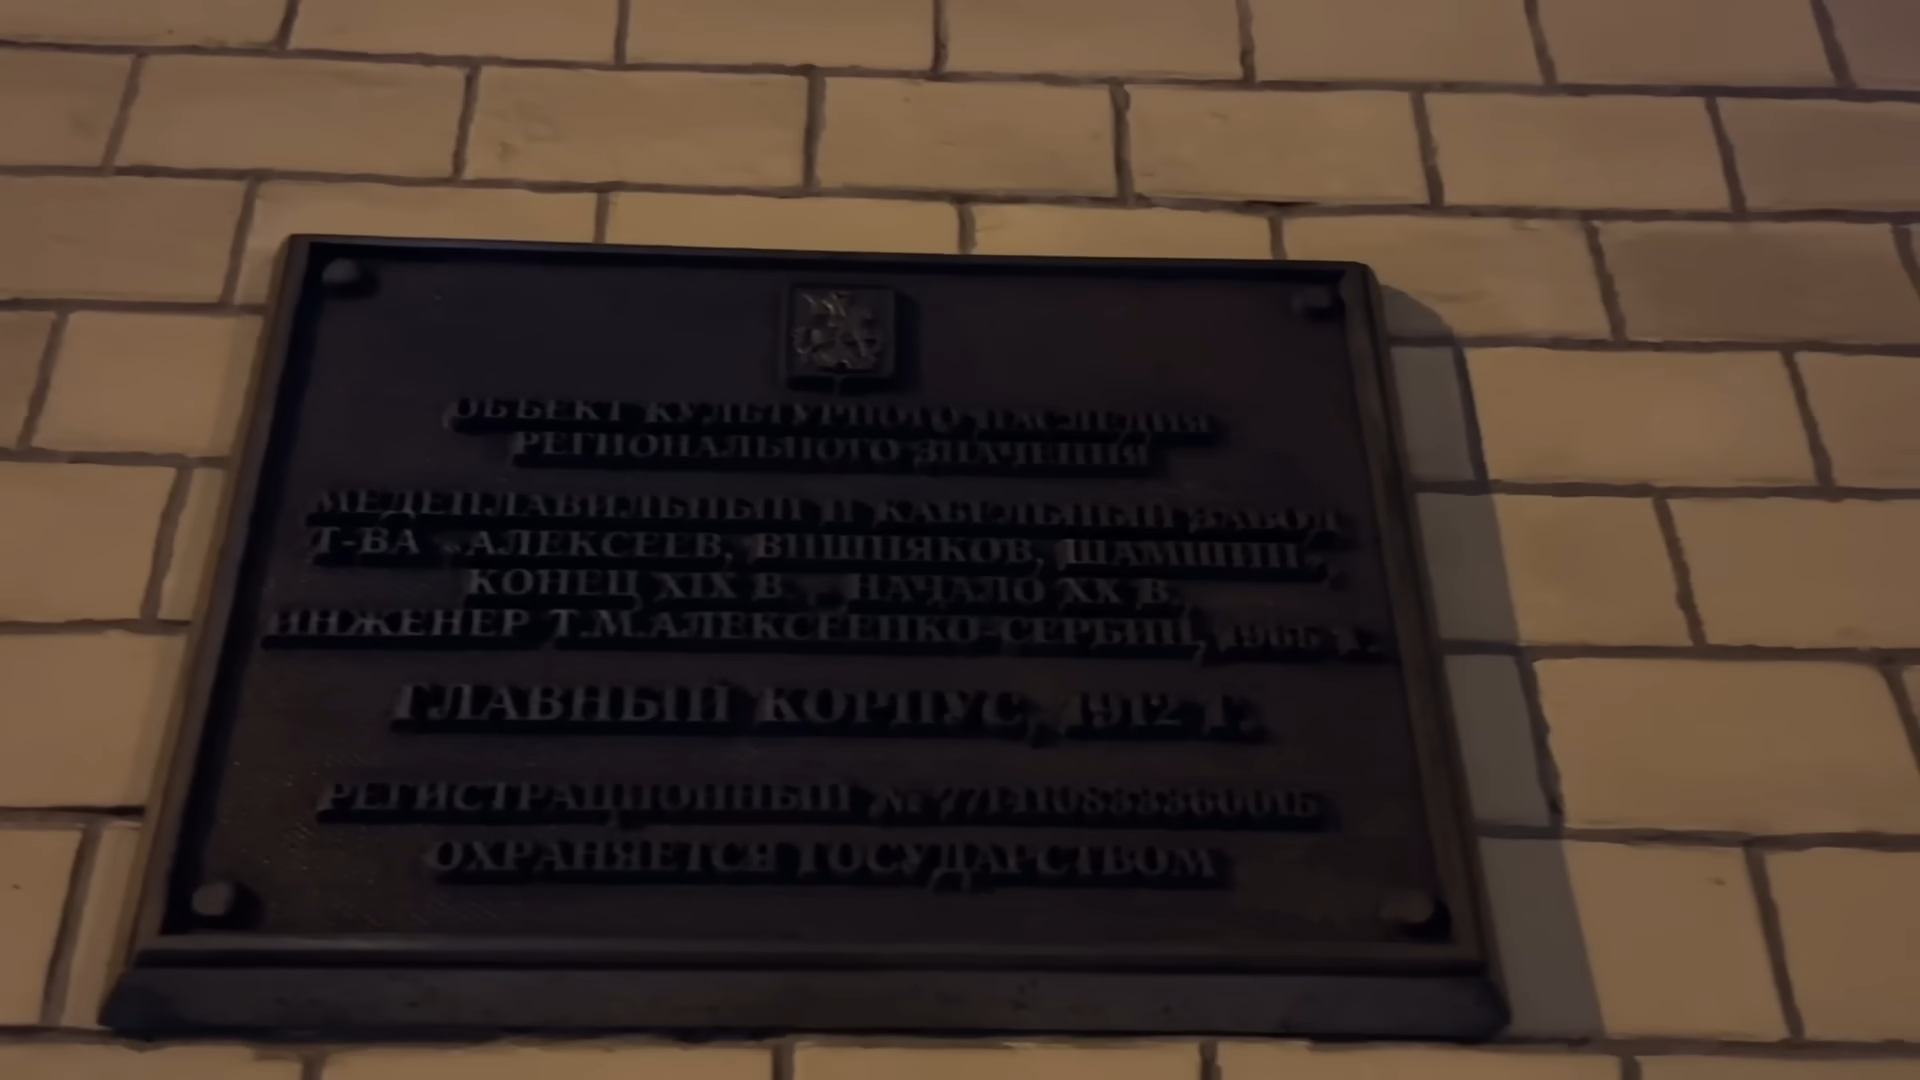 ОБЪЕКТ КУЛЬТУРНОГО НАСЛЕДИЯ
РЕГИОНАЛЬНОГО ЗНАЧЕНИЯ
МЕДЕПЛАВИЛЬНЫЙ И КАБЕЛЬНЫЙ ЗАВОД
Т-ВА «АЛЕКСЕЕВ, ВИШНЯКОВ, ШАМШИН»,
КОНЕЦ XIX В. - НАЧАЛО XX В.
ИНЖЕНЕР Т.М.АЛЕКСЕЕНКО-СЕРБИН,
ГЛАВНЫЙ КОРПУС, 1912 Г.
РЕГИСТРАЦИОННЫЙ №
ОХРАНЯЕТСЯ ГОСУДАРСТВОМ